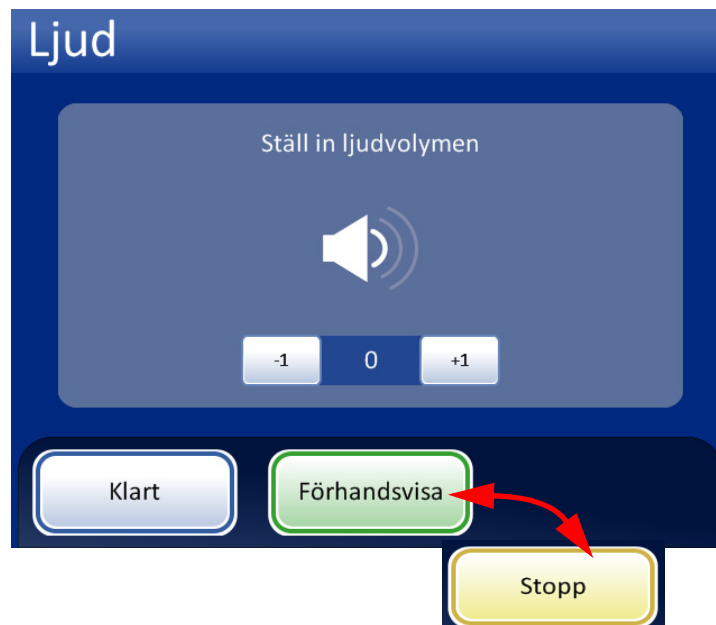 Ljud
Ställ in ljudvolymen
-1 0 +1
Klart Förhandsvisa
Stopp